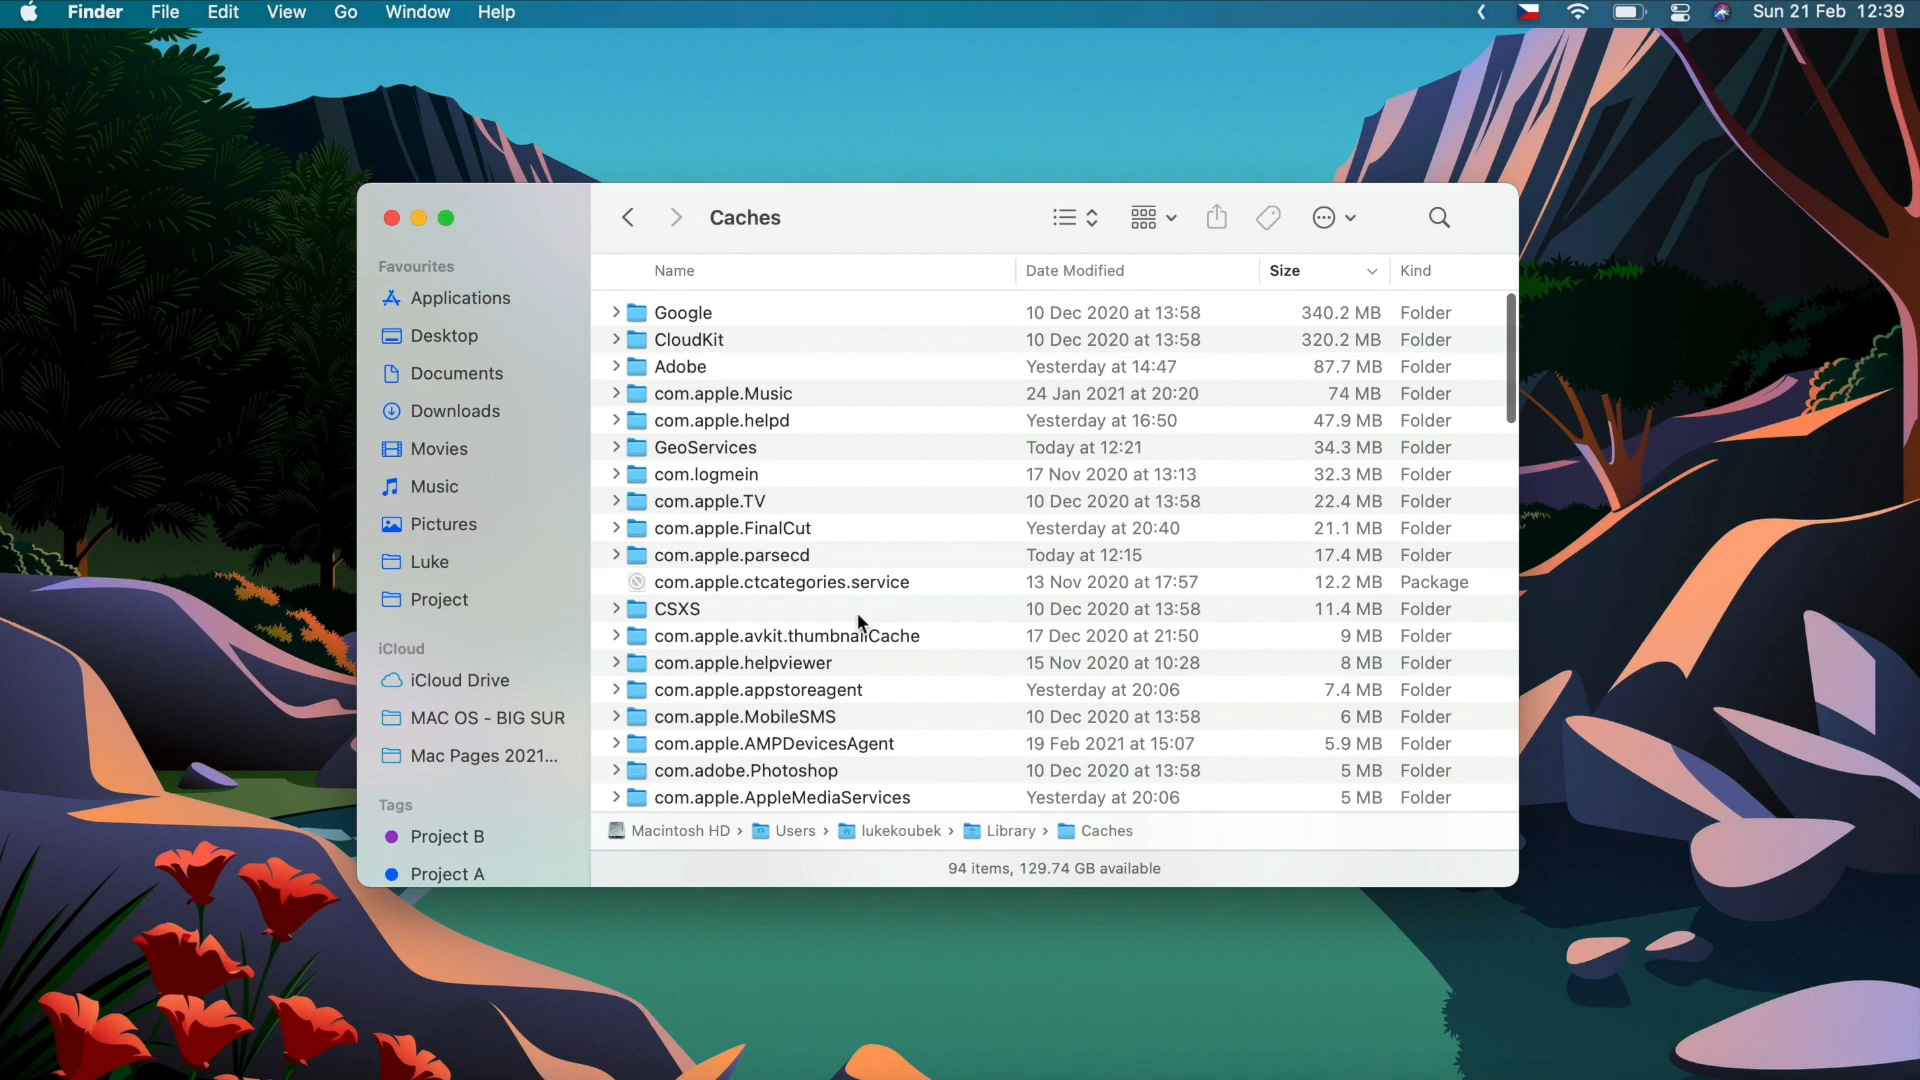 Finder File Edit View Go Window Help Sun 21 Feb 12:39
Caches
Favourites
Applications
Desktop
Documents
Downloads
Movies
Music
Pictures
Luke
Project
iCloud
iCloud Drive
MAC OS - BIG SUR
Mac Pages 2021...
Tags
Project B
Project A
Name Date Modified Size Kind
Google 10 Dec 2020 at 13:58 340.2 MB Folder
CloudKit 10 Dec 2020 at 13:58 320.2 MB Folder
Adobe Yesterday at 14:47 87.7 MB Folder
com.apple.Music 24 Jan 2021 at 20:20 74 MB Folder
com.apple.helpd Yesterday at 16:50 47.9 MB Folder
GeoServices Today at 12:21 34.3 MB Folder
com.logmein 17 Nov 2020 at 13:13 32.3 MB Folder
com.apple.TV 10 Dec 2020 at 13:58 22.4 MB Folder
com.apple.FinalCut Yesterday at 20:40 21.1 MB Folder
com.apple.parsecd Today at 12:15 17.4 MB Folder
com.apple.ctcategories.service 13 Nov 2020 at 17:57 12.2 MB Package
CSXS 10 Dec 2020 at 13:58 11.4 MB Folder
com.apple.avkit.thumbnailCache 17 Dec 2020 at 21:50 9 MB Folder
com.apple.helpviewer 15 Nov 2020 at 10:28 8 MB Folder
com.apple.appstoreagent Yesterday at 20:06 7.4 MB Folder
com.apple.MobileSMS 10 Dec 2020 at 13:58 6 MB Folder
com.apple.AMPDevicesAgent 19 Feb 2021 at 15:07 5.9 MB Folder
com.adobe.Photoshop 10 Dec 2020 at 13:58 5 MB Folder
com.apple.AppleMediaServices Yesterday at 20:06 5 MB Folder
Macintosh HD › Users › lukekoubek › Library › Caches
94 items, 129.74 GB available